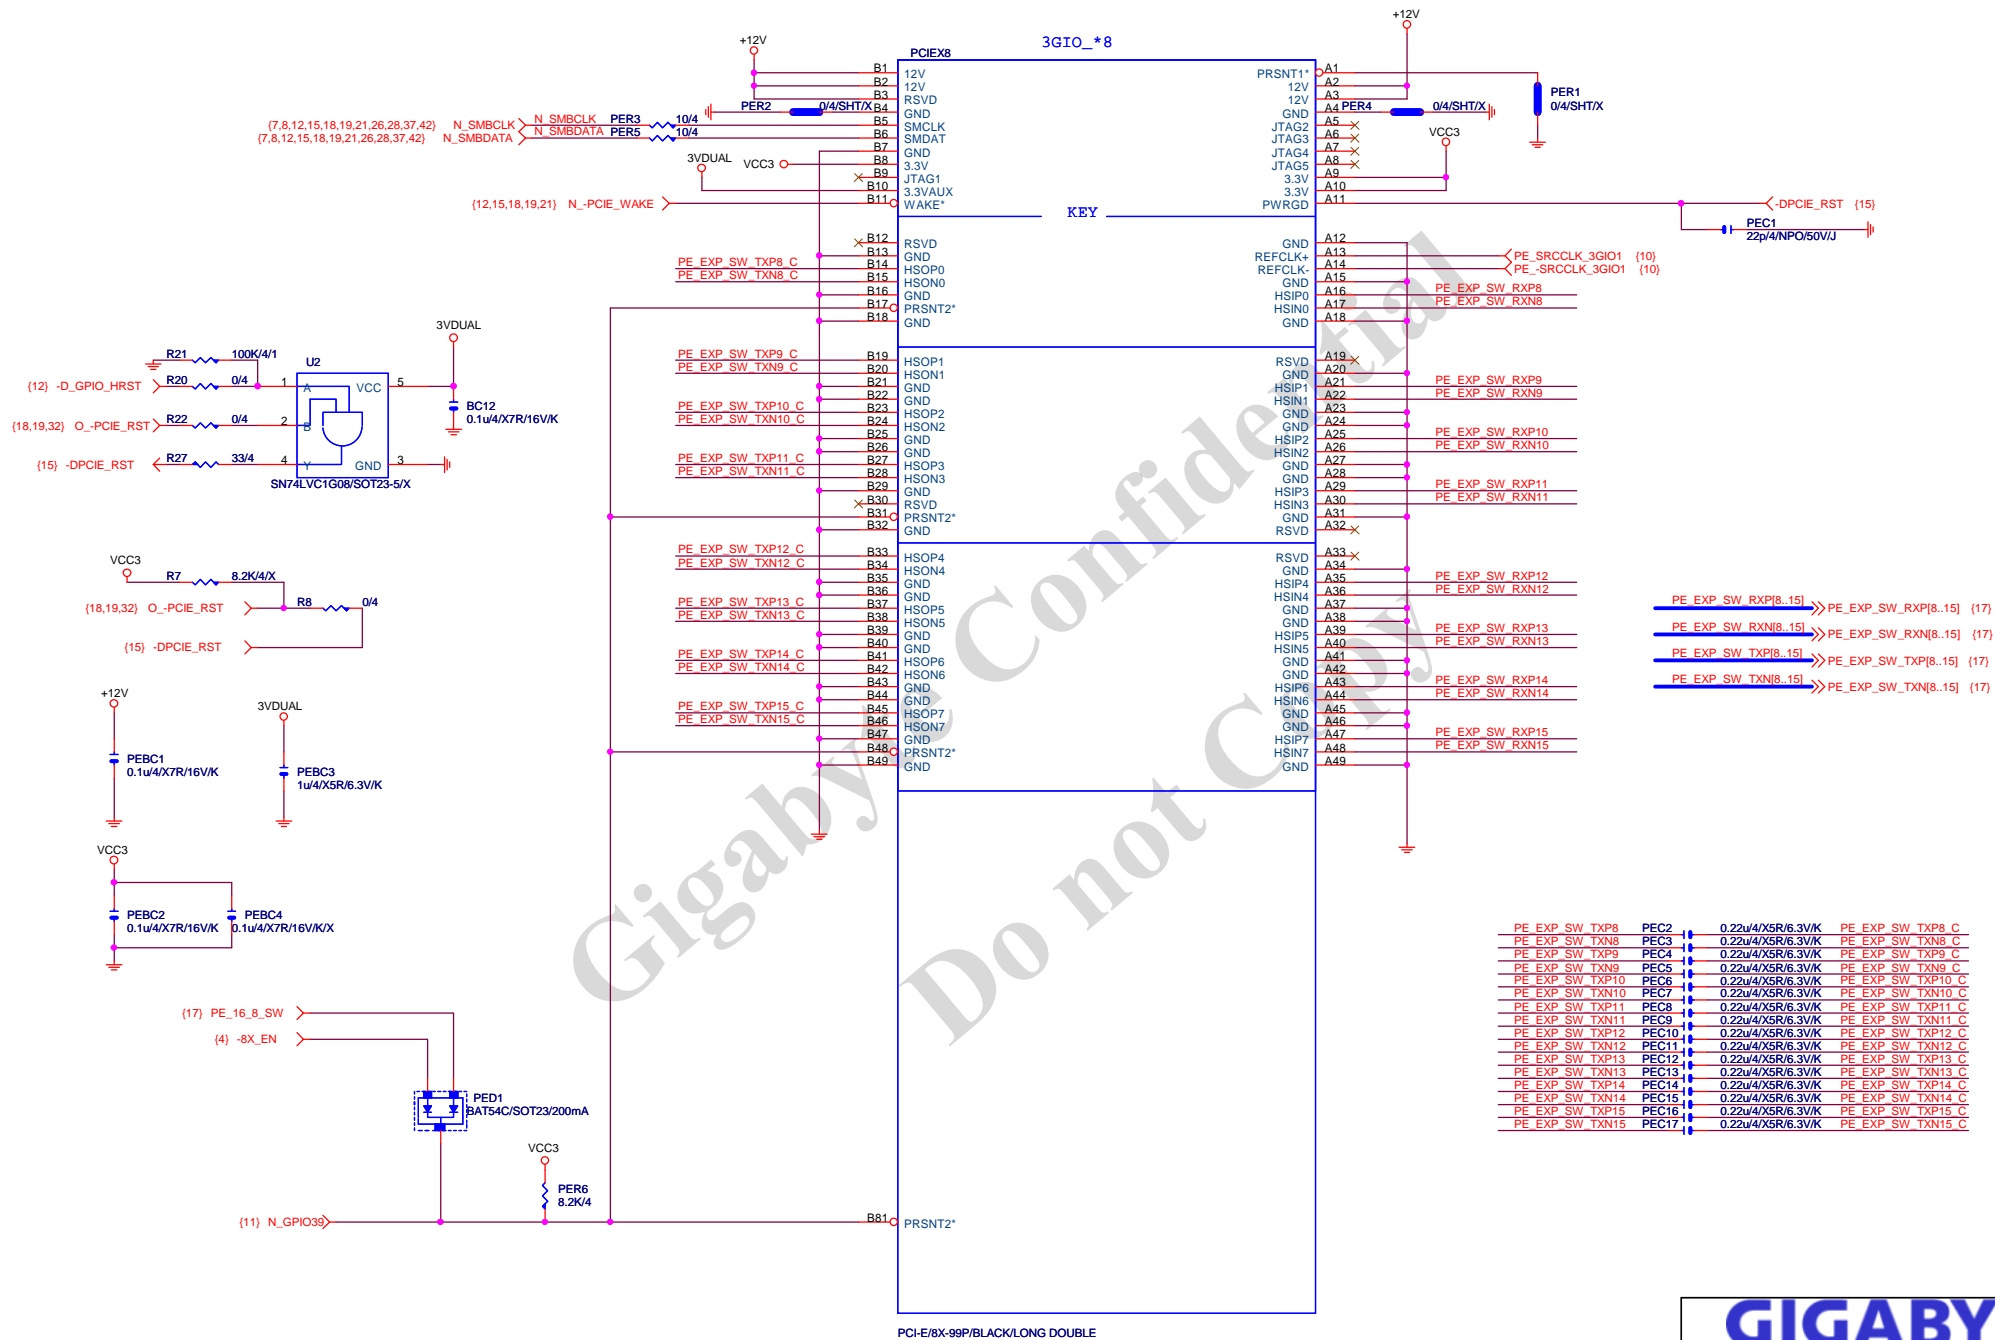 3GIO_*8
PCIEX8
+12V
+12V
B1 12V
B2 12V
B3 RSVD
B4 GND
B5 SMCLK
B6 SMDAT
B7 GND
B8 3.3V
B9 JTAG1
B10 3.3VAUX
B11 WAKE*
PRSNT1* A1
12V A2
12V A3
GND A4
JTAG2 A5
JTAG3 A6
JTAG4 A7
JTAG5 A8
3.3V A9
3.3V A10
PWRGD A11
PER2 0/4/SHT/X
PER4 0/4/SHT/X
PER1
0/4/SHT/X
{7,8,12,15,18,19,21,26,28,37,42} N_SMBCLK N_SMBCLK PER3 10/4
{7,8,12,15,18,19,21,26,28,37,42} N_SMBDATA N_SMBDATA PER5 10/4
3VDUAL VCC3
VCC3
{12,15,18,19,21} N_-PCIE_WAKE
-DPCIE_RST {15}
PEC1
22p/4/NPO/50V/J
KEY
B12 RSVD
B13 GND
PE_EXP_SW_TXP8_C B14 HSOP0
PE_EXP_SW_TXN8_C B15 HSON0
B16 GND
B17 PRSNT2*
B18 GND
GND A12
REFCLK+ A13 PE_SRCCLK_3GIO1 {10}
REFCLK- A14 PE_-SRCCLK_3GIO1 {10}
GND A15
HSIP0 A16 PE_EXP_SW_RXP8
HSIN0 A17 PE_EXP_SW_RXN8
GND A18
PE_EXP_SW_TXP9_C B19 HSOP1
PE_EXP_SW_TXN9_C B20 HSON1
B21 GND
B22 GND
PE_EXP_SW_TXP10_C B23 HSOP2
PE_EXP_SW_TXN10_C B24 HSON2
B25 GND
B26 GND
PE_EXP_SW_TXP11_C B27 HSOP3
PE_EXP_SW_TXN11_C B28 HSON3
B29 GND
B30 RSVD
B31 PRSNT2*
B32 GND
RSVD A19
GND A20
HSIP1 A21 PE_EXP_SW_RXP9
HSIN1 A22 PE_EXP_SW_RXN9
GND A23
GND A24
HSIP2 A25 PE_EXP_SW_RXP10
HSIN2 A26 PE_EXP_SW_RXN10
GND A27
GND A28
HSIP3 A29 PE_EXP_SW_RXP11
HSIN3 A30 PE_EXP_SW_RXN11
GND A31
RSVD A32
PE_EXP_SW_TXP12_C B33 HSOP4
PE_EXP_SW_TXN12_C B34 HSON4
B35 GND
B36 GND
PE_EXP_SW_TXP13_C B37 HSOP5
PE_EXP_SW_TXN13_C B38 HSON5
B39 GND
B40 GND
PE_EXP_SW_TXP14_C B41 HSOP6
PE_EXP_SW_TXN14_C B42 HSON6
B43 GND
B44 GND
PE_EXP_SW_TXP15_C B45 HSOP7
PE_EXP_SW_TXN15_C B46 HSON7
B47 GND
B48 PRSNT2*
B49 GND
RSVD A33
GND A34
HSIP4 A35 PE_EXP_SW_RXP12
HSIN4 A36 PE_EXP_SW_RXN12
GND A37
GND A38
HSIP5 A39 PE_EXP_SW_RXP13
HSIN5 A40 PE_EXP_SW_RXN13
GND A41
GND A42
HSIP6 A43 PE_EXP_SW_RXP14
HSIN6 A44 PE_EXP_SW_RXN14
GND A45
GND A46
HSIP7 A47 PE_EXP_SW_RXP15
HSIN7 A48 PE_EXP_SW_RXN15
GND A49
B81 PRSNT2*
PCI-E/8X-99P/BLACK/LONG DOUBLE
3VDUAL
R21 100K/4/1
U2
{12} -D_GPIO_HRST R20 0/4 1 A VCC 5
BC12
0.1u/4/X7R/16V/K
{18,19,32} O_-PCIE_RST R22 0/4 2 B
{15} -DPCIE_RST R27 33/4 4 Y GND 3
SN74LVC1G08/SOT23-5/X
VCC3
R7 8.2K/4/X
{18,19,32} O_-PCIE_RST R8 0/4
{15} -DPCIE_RST
+12V
PEBC1
0.1u/4/X7R/16V/K
3VDUAL
PEBC3
1u/4/X5R/6.3V/K
VCC3
PEBC2
0.1u/4/X7R/16V/K
PEBC4
0.1u/4/X7R/16V/K/X
{17} PE_16_8_SW
{4} -8X_EN
PED1
BAT54C/SOT23/200mA
VCC3
PER6
8.2K/4
{11} N_GPIO39
PE_EXP_SW_RXP[8..15] PE_EXP_SW_RXP[8..15] {17}
PE_EXP_SW_RXN[8..15] PE_EXP_SW_RXN[8..15] {17}
PE_EXP_SW_TXP[8..15] PE_EXP_SW_TXP[8..15] {17}
PE_EXP_SW_TXN[8..15] PE_EXP_SW_TXN[8..15] {17}
PE_EXP_SW_TXP8 PEC2 0.22u/4/X5R/6.3V/K PE_EXP_SW_TXP8_C
PE_EXP_SW_TXN8 PEC3 0.22u/4/X5R/6.3V/K PE_EXP_SW_TXN8_C
PE_EXP_SW_TXP9 PEC4 0.22u/4/X5R/6.3V/K PE_EXP_SW_TXP9_C
PE_EXP_SW_TXN9 PEC5 0.22u/4/X5R/6.3V/K PE_EXP_SW_TXN9_C
PE_EXP_SW_TXP10 PEC6 0.22u/4/X5R/6.3V/K PE_EXP_SW_TXP10_C
PE_EXP_SW_TXN10 PEC7 0.22u/4/X5R/6.3V/K PE_EXP_SW_TXN10_C
PE_EXP_SW_TXP11 PEC8 0.22u/4/X5R/6.3V/K PE_EXP_SW_TXP11_C
PE_EXP_SW_TXN11 PEC9 0.22u/4/X5R/6.3V/K PE_EXP_SW_TXN11_C
PE_EXP_SW_TXP12 PEC10 0.22u/4/X5R/6.3V/K PE_EXP_SW_TXP12_C
PE_EXP_SW_TXN12 PEC11 0.22u/4/X5R/6.3V/K PE_EXP_SW_TXN12_C
PE_EXP_SW_TXP13 PEC12 0.22u/4/X5R/6.3V/K PE_EXP_SW_TXP13_C
PE_EXP_SW_TXN13 PEC13 0.22u/4/X5R/6.3V/K PE_EXP_SW_TXN13_C
PE_EXP_SW_TXP14 PEC14 0.22u/4/X5R/6.3V/K PE_EXP_SW_TXP14_C
PE_EXP_SW_TXN14 PEC15 0.22u/4/X5R/6.3V/K PE_EXP_SW_TXN14_C
PE_EXP_SW_TXP15 PEC16 0.22u/4/X5R/6.3V/K PE_EXP_SW_TXP15_C
PE_EXP_SW_TXN15 PEC17 0.22u/4/X5R/6.3V/K PE_EXP_SW_TXN15_C
Gigabyte Confidential
Do not Copy
GIGABY